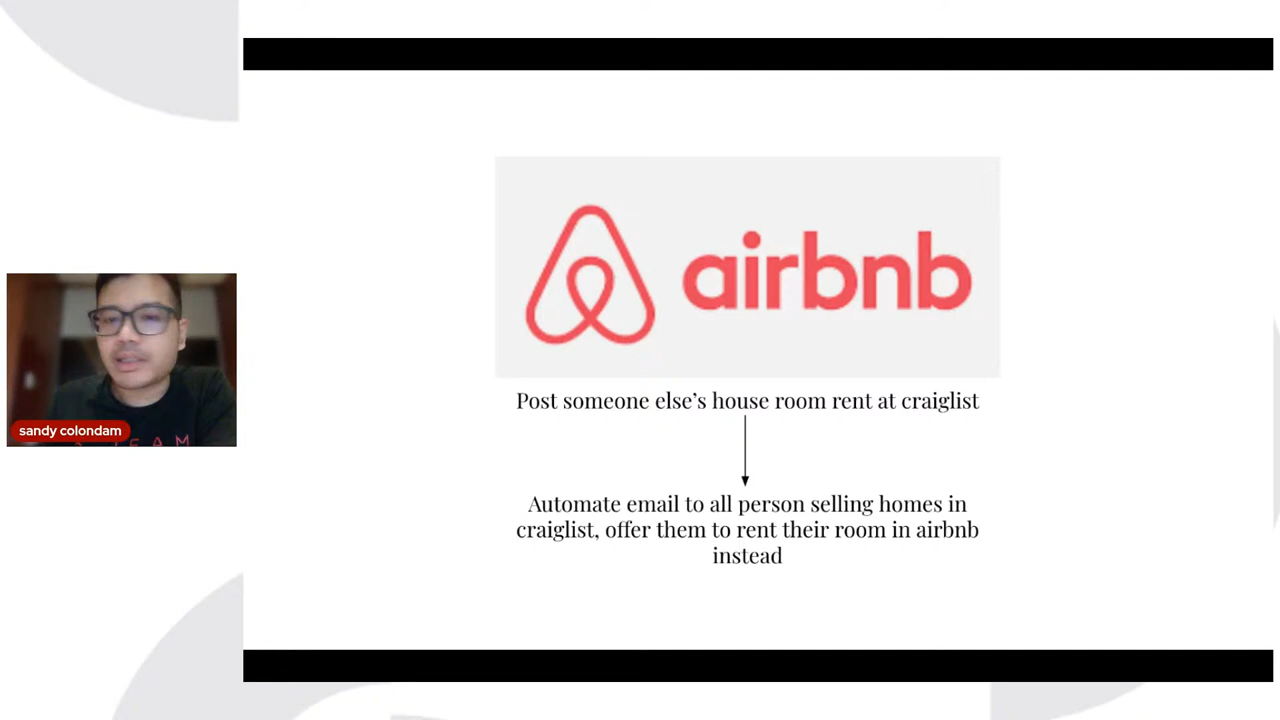 airbnb
Post someone else’s house room rent at craiglist
Automate email to all person selling homes in
craiglist, offer them to rent their room in airbnb
instead
sandy colondam
TEAM